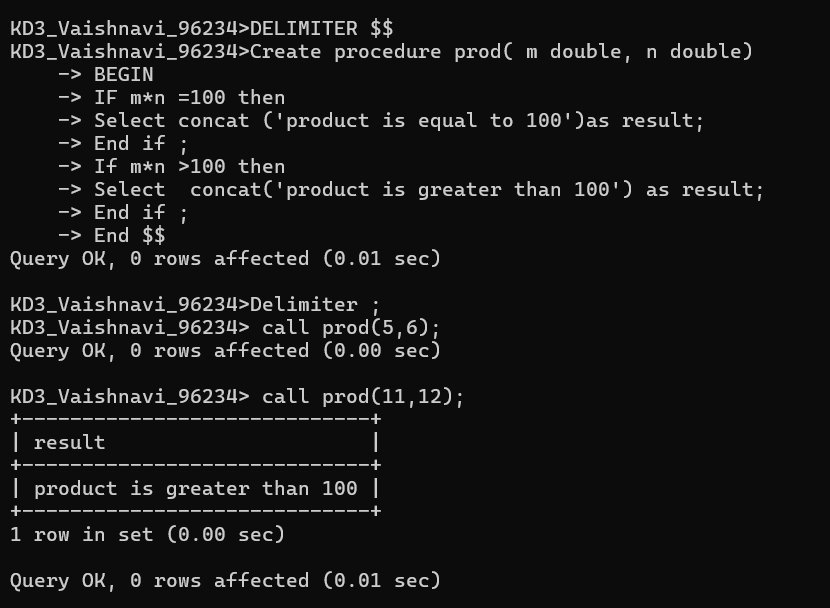 KD3_Vaishnavi_96234>DELIMITER $$
KD3_Vaishnavi_96234>Create procedure prod( m double, n double)
    -> BEGIN
    -> IF m*n =100 then
    -> Select concat ('product is equal to 100')as result;
    -> End if ;
    -> If m*n >100 then
    -> Select  concat('product is greater than 100') as result;
    -> End if ;
    -> End $$
Query OK, 0 rows affected (0.01 sec)

KD3_Vaishnavi_96234>Delimiter ;
KD3_Vaishnavi_96234> call prod(5,6);
Query OK, 0 rows affected (0.00 sec)

KD3_Vaishnavi_96234> call prod(11,12);
+-----------------------------+
| result                      |
+-----------------------------+
| product is greater than 100 |
+-----------------------------+
1 row in set (0.00 sec)

Query OK, 0 rows affected (0.01 sec)